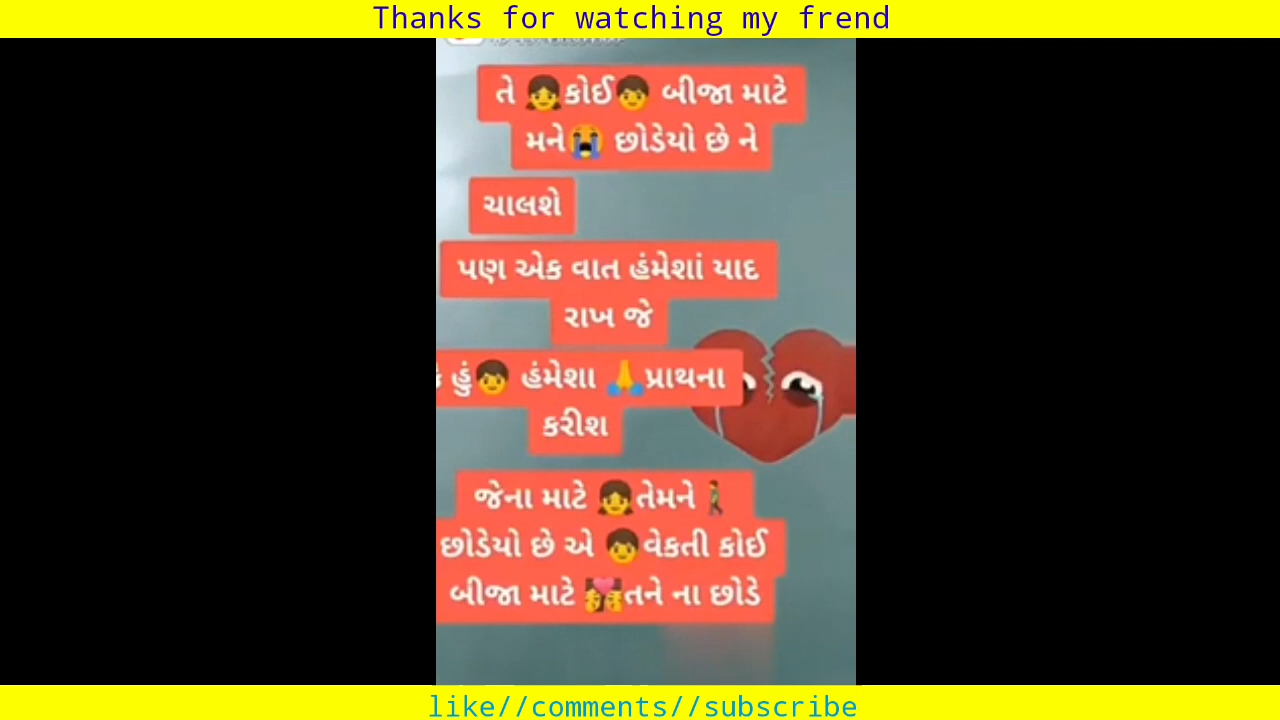 Thanks for watching my frend
તે 👧કોઈ👦 બીજા માટે
મને😭 છોડેયો છે ને
ચાલશે
પણ એક વાત હંમેશાં યાદ
રાખ જે
હું👦 હંમેશા 🙏પ્રાથના
કરીશ
જેના માટે 👧તેમને🚶
છોડેયો છે એ 👦વેકતી કોઈ
બીજા માટે 👩‍❤️‍💋‍👨તને ના છોડે
like//comments//subscribe